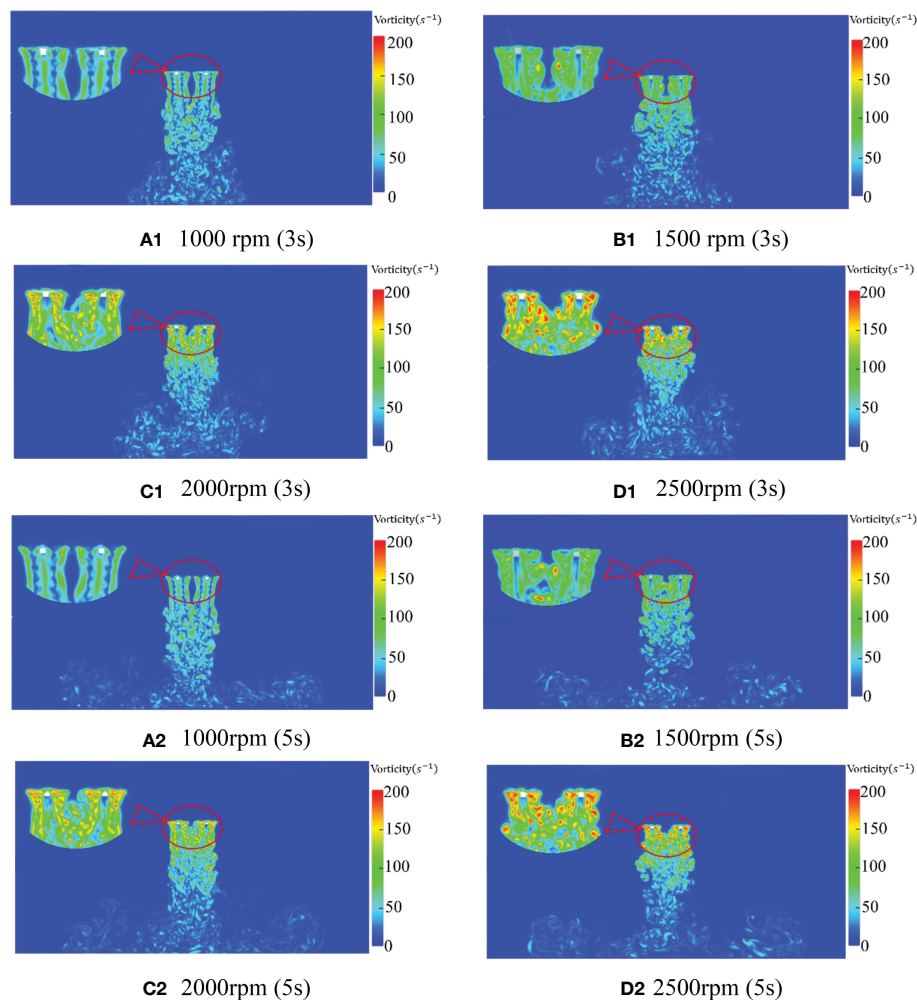 Vorticity(s⁻¹)
200
150
100
50
0
A1 1000 rpm (3s)
Vorticity(s⁻¹)
200
150
100
50
0
B1 1500 rpm (3s)
Vorticity(s⁻¹)
200
150
100
50
0
C1 2000rpm (3s)
Vorticity(s⁻¹)
200
150
100
50
0
D1 2500rpm (3s)
Vorticity(s⁻¹)
200
150
100
50
0
A2 1000rpm (5s)
Vorticity(s⁻¹)
200
150
100
50
0
B2 1500rpm (5s)
Vorticity(s⁻¹)
200
150
100
50
0
C2 2000rpm (5s)
Vorticity(s⁻¹)
200
150
100
50
0
D2 2500rpm (5s)